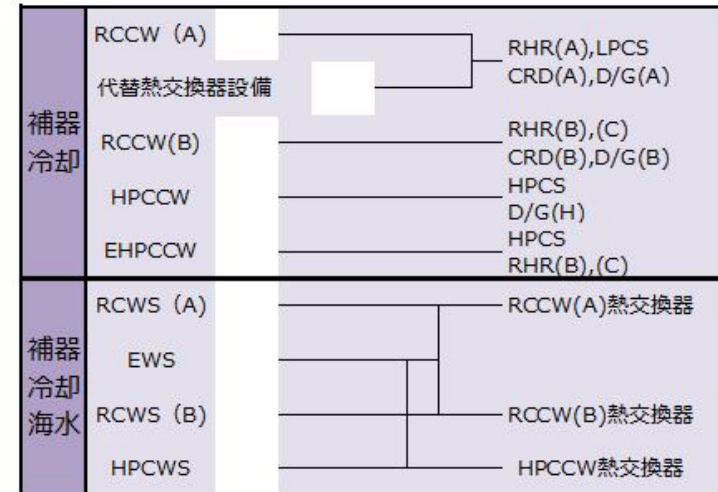 補器
冷却
RCCW（A）
代替熱交換器設備
RCCW(B)
HPCCW
EHPCCW
RHR(A),LPCS
CRD(A),D/G(A)
RHR(B),(C)
CRD(B),D/G(B)
HPCS
D/G(H)
HPCS
RHR(B),(C)
補器
冷却
海水
RCWS（A）
EWS
RCWS（B）
HPCWS
RCCW(A)熱交換器
RCCW(B)熱交換器
HPCCW熱交換器